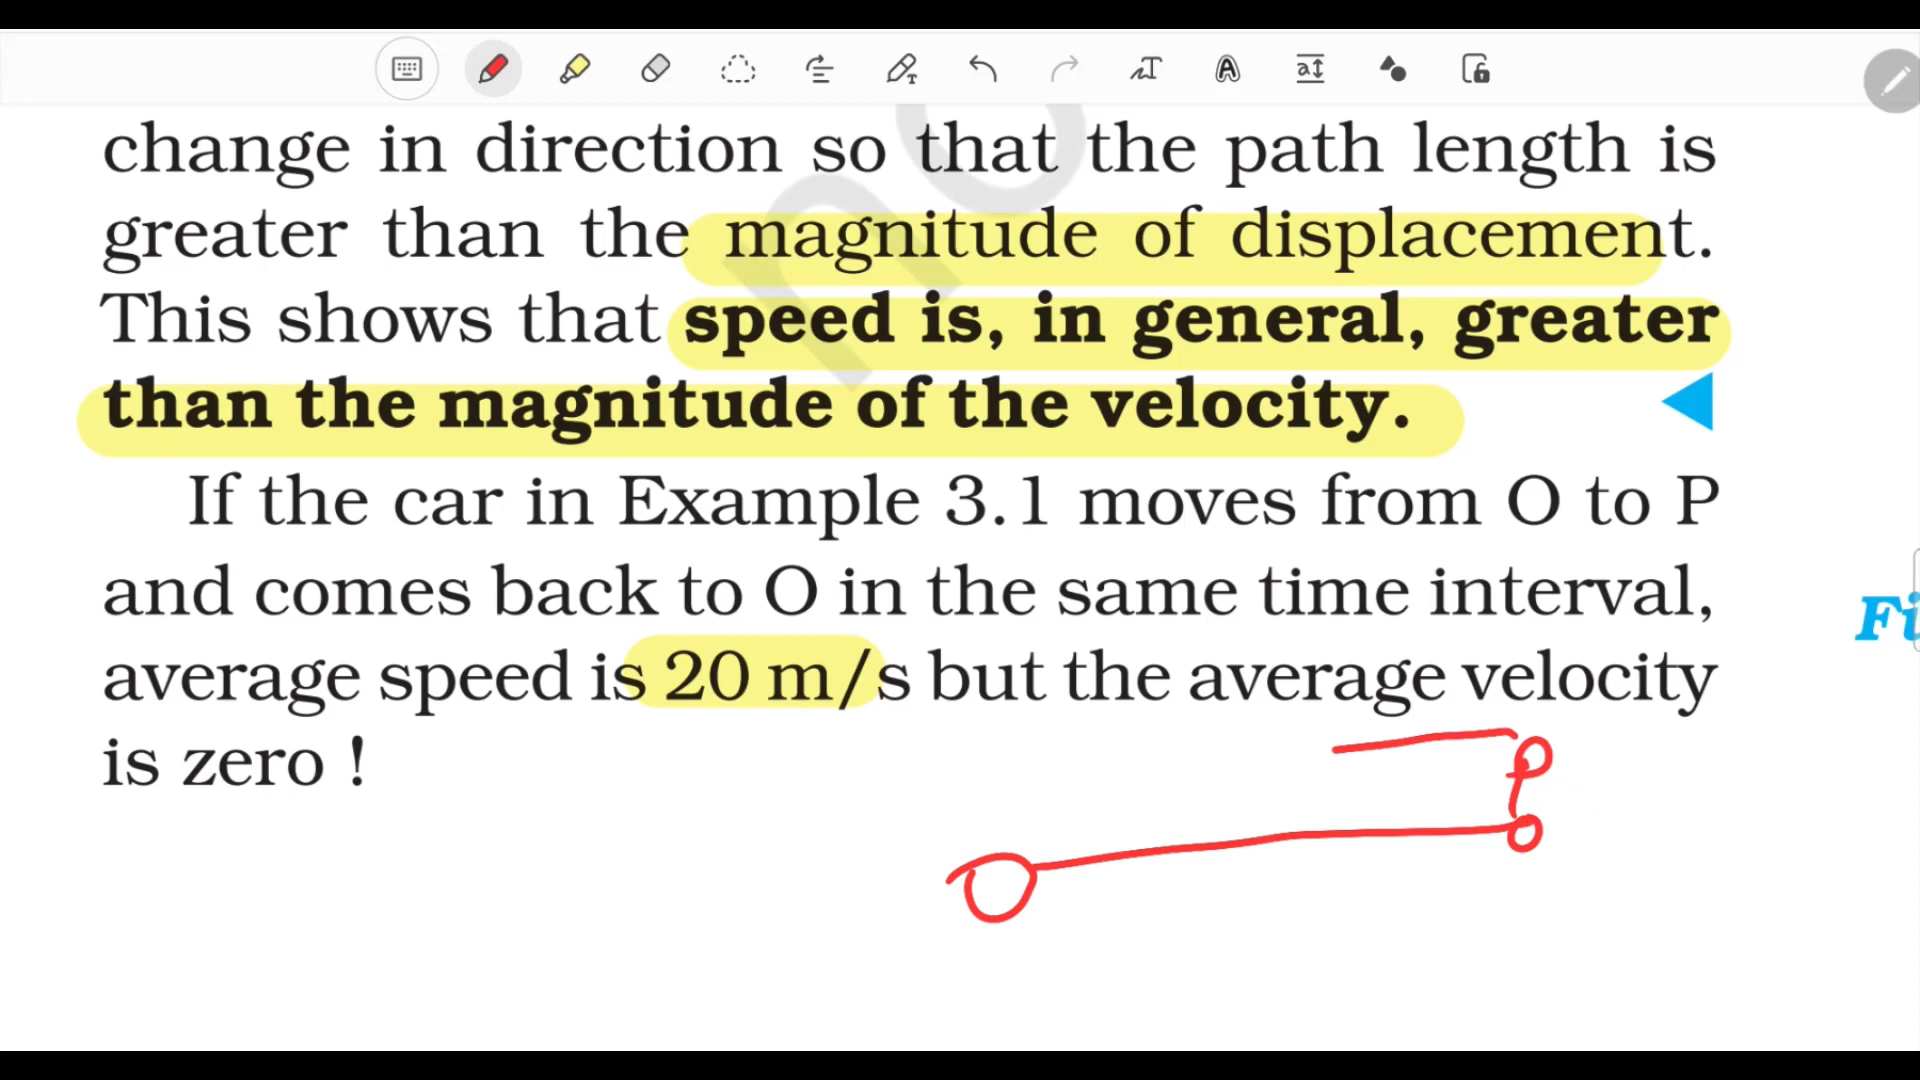 change in direction so that the path length is
greater than the magnitude of displacement.
This shows that speed is, in general, greater
than the magnitude of the velocity.
If the car in Example 3.1 moves from O to P
and comes back to O in the same time interval,
Fi
average speed is 20 m/s but the average velocity
is zero !
P
O